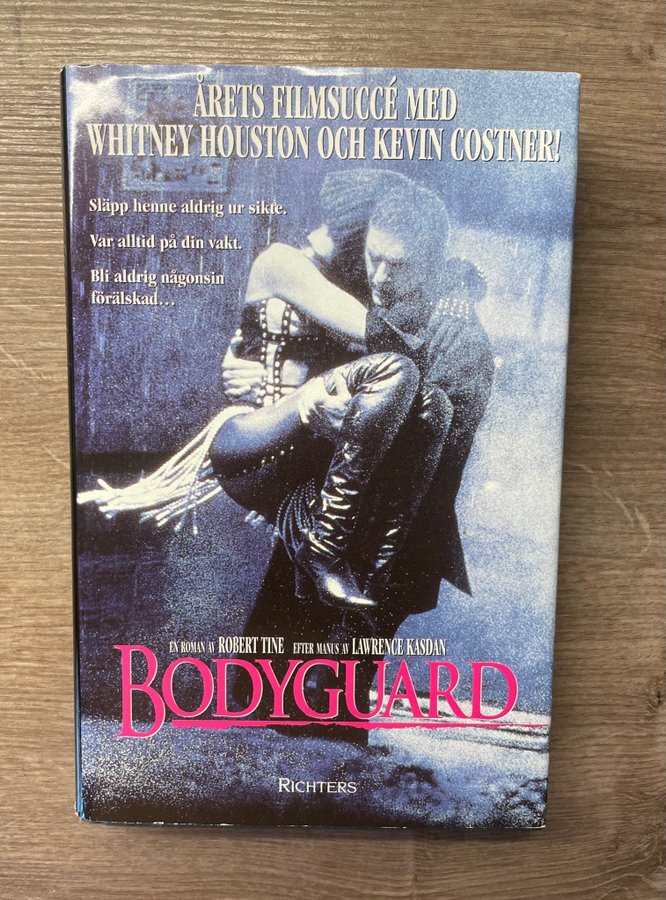 ÅRETS FILMSUCCÉ MED
WHITNEY HOUSTON OCH KEVIN COSTNER!
Släpp henne aldrig ur sikte.
Var alltid på din vakt.
Bli aldrig någonsin
förälskad...
EN ROMAN AV ROBERT TINE EFTER MANUS AV LAWRENCE KASDAN
BODYGUARD
RICHTERS